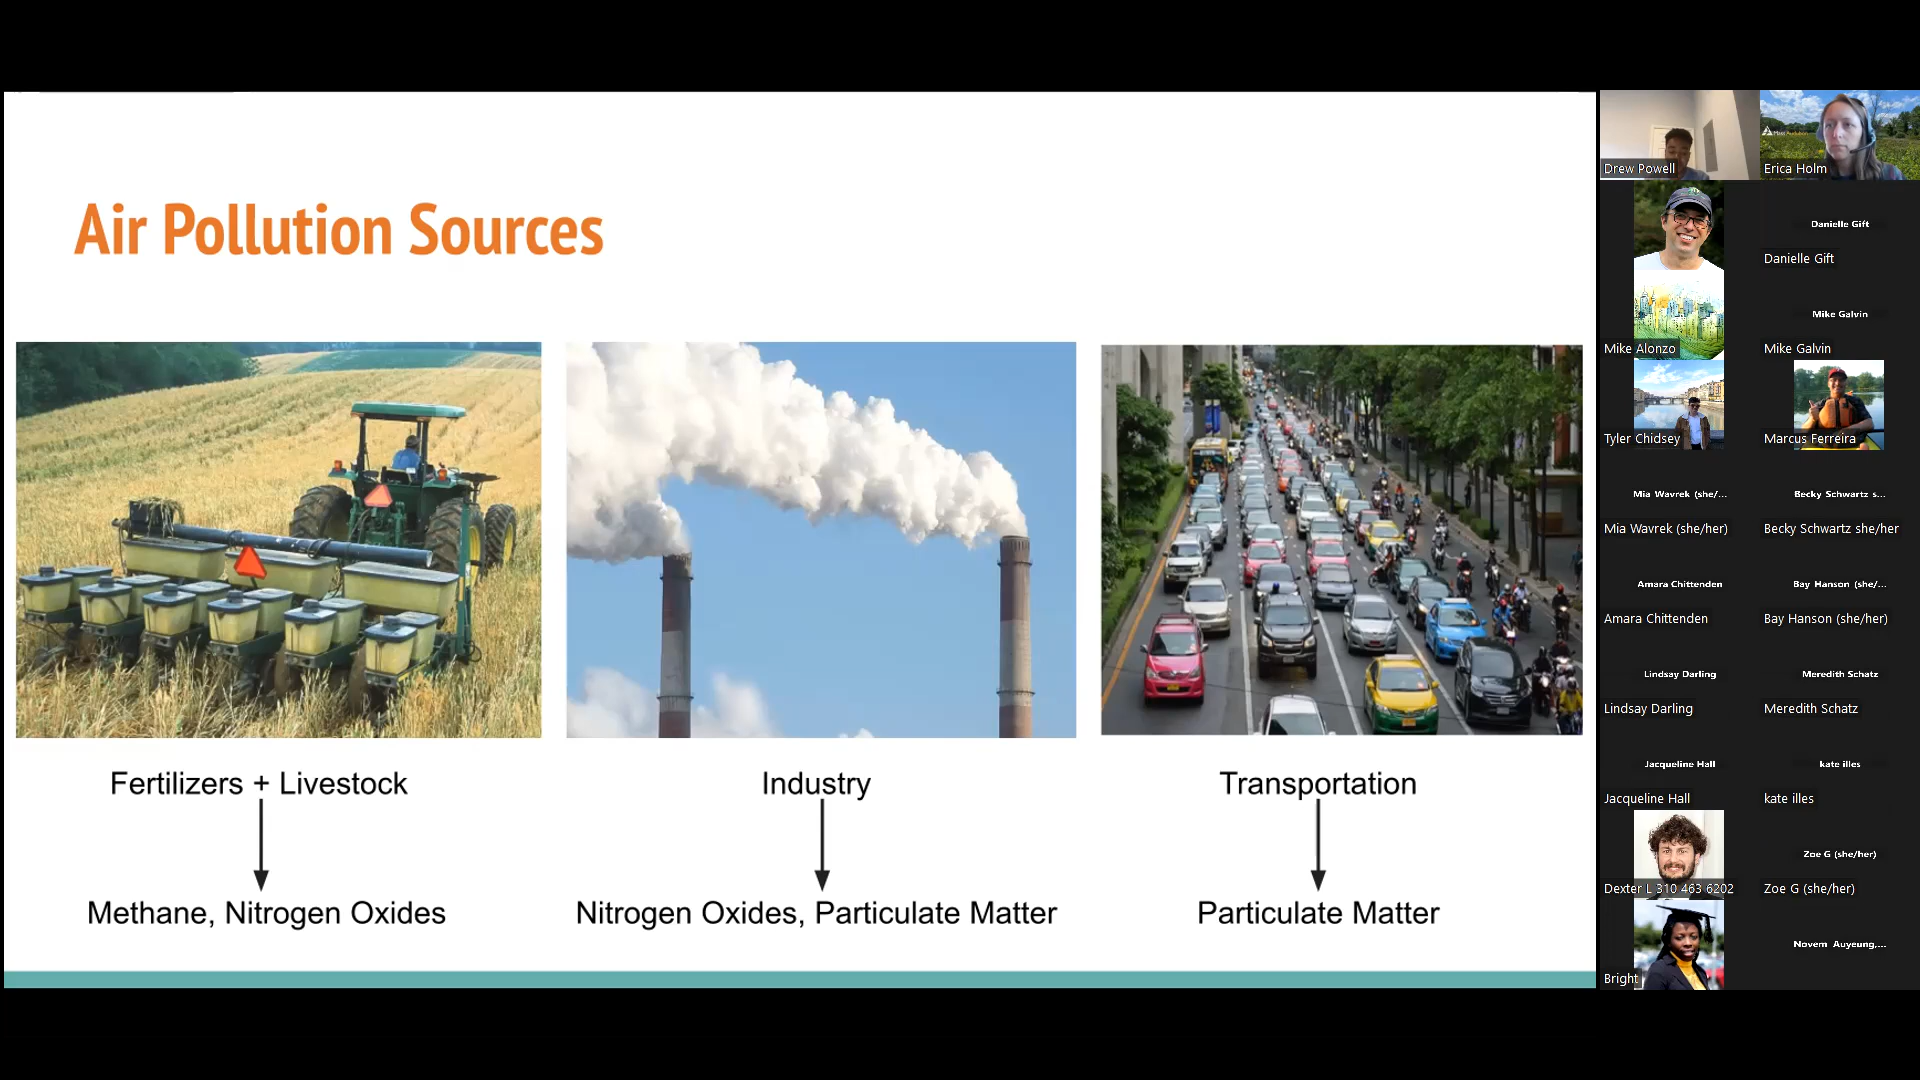 Air Pollution Sources
Fertilizers + Livestock
Industry
Transportation
Methane, Nitrogen Oxides
Nitrogen Oxides, Particulate Matter
Particulate Matter
Drew Powell
Mass Audubon
Erica Holm
Danielle Gift
Danielle Gift
Mike Galvin
Mike Alonzo
Mike Galvin
Tyler Chidsey
Marcus Ferreira
Mia Wavrek (she/...
Becky Schwartz s...
Mia Wavrek (she/her)
Becky Schwartz she/her
Amara Chittenden
Bay Hanson (she/...
Amara Chittenden
Bay Hanson (she/her)
Lindsay Darling
Meredith Schatz
Lindsay Darling
Meredith Schatz
Jacqueline Hall
kate illes
Jacqueline Hall
kate illes
Zoe G (she/her)
Dexter L 310 463 6202
Zoe G (she/her)
Novem Auyeung,...
Bright